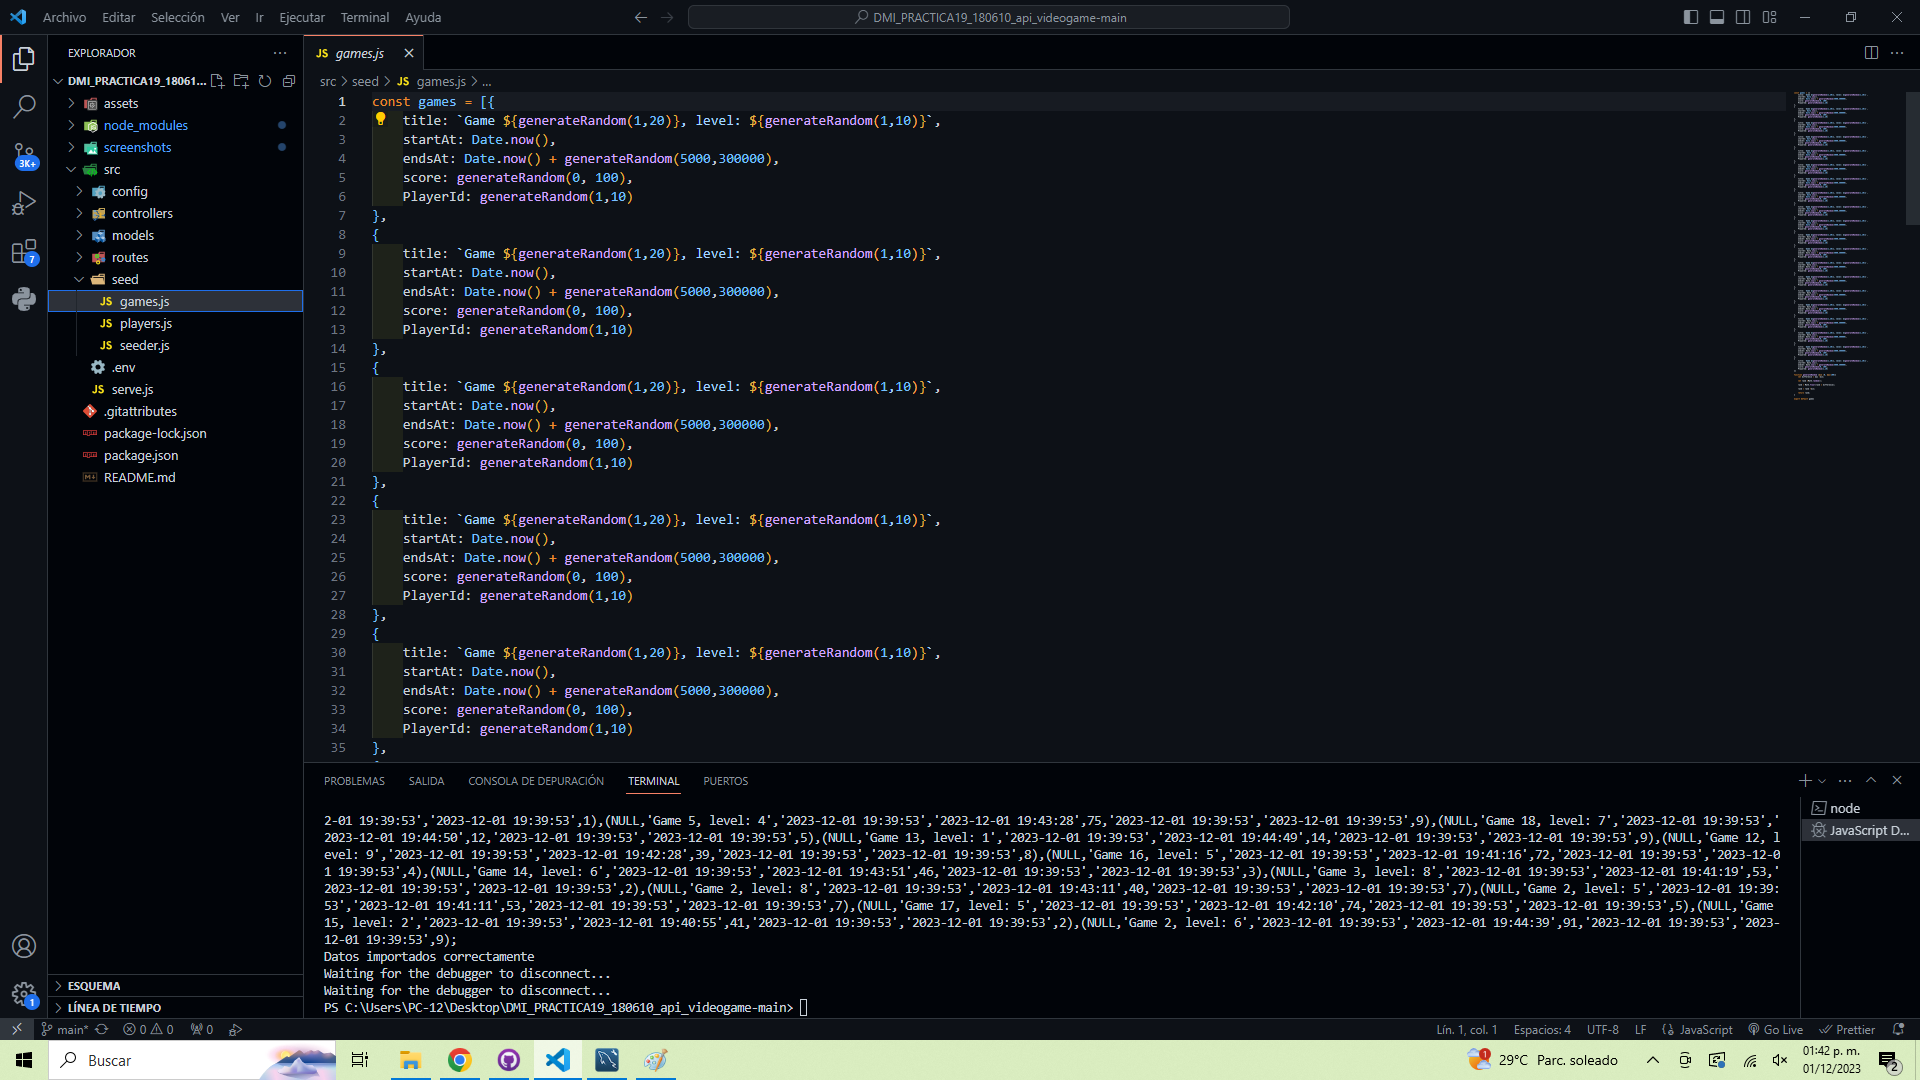 Archivo Editar Selección Ver Ir Ejecutar Terminal Ayuda
DMI_PRACTICA19_180610_api_videogame-main
EXPLORADOR
DMI_PRACTICA19_18061...
assets
node_modules
screenshots
src
config
controllers
models
routes
seed
JS games.js
JS players.js
JS seeder.js
.env
JS serve.js
.gitattributes
package-lock.json
package.json
README.md
ESQUEMA
LÍNEA DE TIEMPO
3K+
7
1
JS games.js
src > seed > JS games.js > ...
1 const games = [{
2 title: `Game ${generateRandom(1,20)}, level: ${generateRandom(1,10)}`,
3 startAt: Date.now(),
4 endsAt: Date.now() + generateRandom(5000,300000),
5 score: generateRandom(0, 100),
6 PlayerId: generateRandom(1,10)
7 },
8 {
9 title: `Game ${generateRandom(1,20)}, level: ${generateRandom(1,10)}`,
10 startAt: Date.now(),
11 endsAt: Date.now() + generateRandom(5000,300000),
12 score: generateRandom(0, 100),
13 PlayerId: generateRandom(1,10)
14 },
15 {
16 title: `Game ${generateRandom(1,20)}, level: ${generateRandom(1,10)}`,
17 startAt: Date.now(),
18 endsAt: Date.now() + generateRandom(5000,300000),
19 score: generateRandom(0, 100),
20 PlayerId: generateRandom(1,10)
21 },
22 {
23 title: `Game ${generateRandom(1,20)}, level: ${generateRandom(1,10)}`,
24 startAt: Date.now(),
25 endsAt: Date.now() + generateRandom(5000,300000),
26 score: generateRandom(0, 100),
27 PlayerId: generateRandom(1,10)
28 },
29 {
30 title: `Game ${generateRandom(1,20)}, level: ${generateRandom(1,10)}`,
31 startAt: Date.now(),
32 endsAt: Date.now() + generateRandom(5000,300000),
33 score: generateRandom(0, 100),
34 PlayerId: generateRandom(1,10)
35 },
PROBLEMAS SALIDA CONSOLA DE DEPURACIÓN TERMINAL PUERTOS
2-01 19:39:53','2023-12-01 19:39:53',1),(NULL,'Game 5, level: 4','2023-12-01 19:39:53','2023-12-01 19:43:28',75,'2023-12-01 19:39:53','2023-12-01 19:39:53',9),(NULL,'Game 18, level: 7','2023-12-01 19:39:53','
2023-12-01 19:44:50',12,'2023-12-01 19:39:53','2023-12-01 19:39:53',5),(NULL,'Game 13, level: 1','2023-12-01 19:39:53','2023-12-01 19:44:49',14,'2023-12-01 19:39:53','2023-12-01 19:39:53',9),(NULL,'Game 12, l
evel: 9','2023-12-01 19:39:53','2023-12-01 19:42:28',39,'2023-12-01 19:39:53','2023-12-01 19:39:53',8),(NULL,'Game 16, level: 5','2023-12-01 19:39:53','2023-12-01 19:41:16',72,'2023-12-01 19:39:53','2023-12-0
1 19:39:53',4),(NULL,'Game 14, level: 6','2023-12-01 19:39:53','2023-12-01 19:43:51',46,'2023-12-01 19:39:53','2023-12-01 19:39:53',3),(NULL,'Game 3, level: 8','2023-12-01 19:39:53','2023-12-01 19:41:19',53,'
2023-12-01 19:39:53','2023-12-01 19:39:53',2),(NULL,'Game 2, level: 8','2023-12-01 19:39:53','2023-12-01 19:43:11',40,'2023-12-01 19:39:53','2023-12-01 19:39:53',7),(NULL,'Game 2, level: 5','2023-12-01 19:39:
53','2023-12-01 19:41:11',53,'2023-12-01 19:39:53','2023-12-01 19:39:53',7),(NULL,'Game 17, level: 5','2023-12-01 19:39:53','2023-12-01 19:42:10',74,'2023-12-01 19:39:53','2023-12-01 19:39:53',5),(NULL,'Game
15, level: 2','2023-12-01 19:39:53','2023-12-01 19:40:55',41,'2023-12-01 19:39:53','2023-12-01 19:39:53',2),(NULL,'Game 2, level: 6','2023-12-01 19:39:53','2023-12-01 19:44:39',91,'2023-12-01 19:39:53','2023-
12-01 19:39:53',9);
Datos importados correctamente
Waiting for the debugger to disconnect...
Waiting for the debugger to disconnect...
PS C:\Users\PC-12\Desktop\DMI_PRACTICA19_180610_api_videogame-main>
node
JavaScript D...
main* 0 0 0
Lín. 1, col. 1 Espacios: 4 UTF-8 LF JavaScript Go Live Prettier
Buscar
1 29°C Parc. soleado
01:42 p. m.
01/12/2023
2